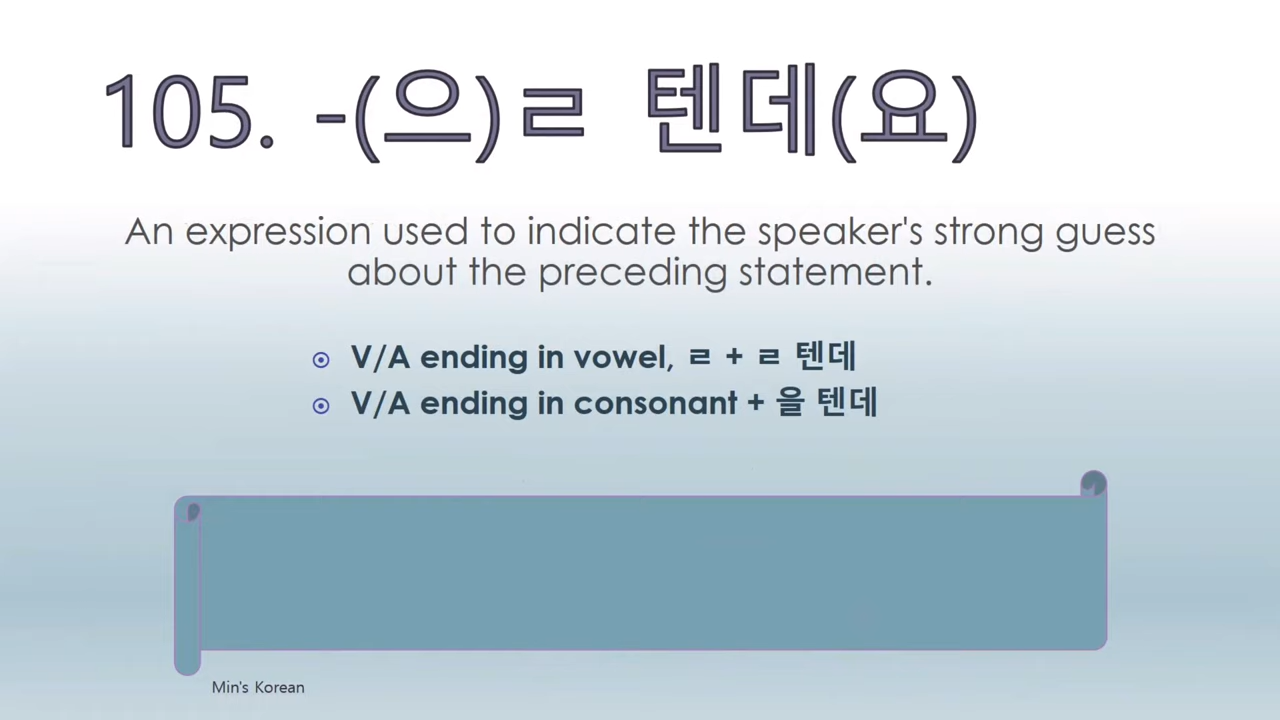 105. -(으)ㄹ 텐데(요)
An expression used to indicate the speaker's strong guess
about the preceding statement.
V/A ending in vowel, ㄹ + ㄹ 텐데
V/A ending in consonant + 을 텐데
Min's Korean